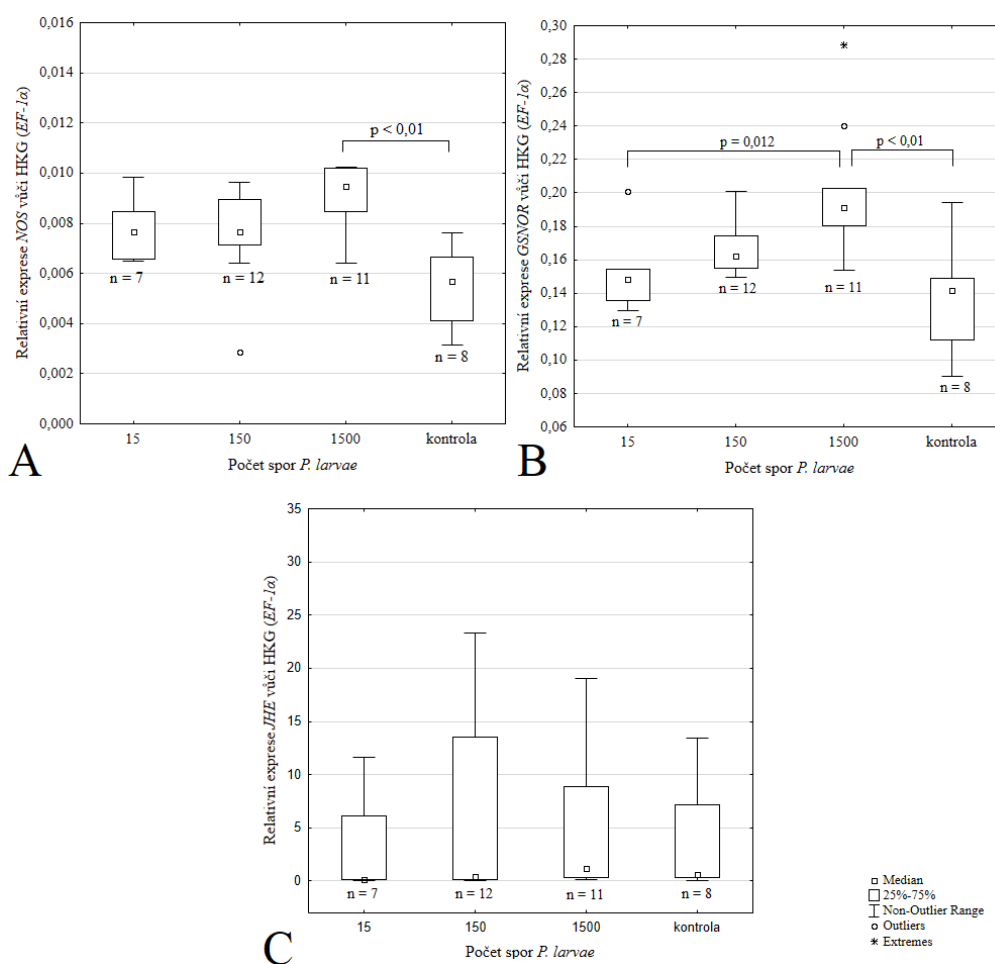 Relativní exprese NOS vůči HKG (EF-1α)
0,016
0,014
0,012
0,010
0,008
0,006
0,004
0,002
0,000
p < 0,01
n = 7
n = 12
n = 11
n = 8
15
150
1500
kontrola
Počet spor P. larvae
A
Relativní exprese GSNOR vůči HKG (EF-1α)
0,30
0,28
0,26
0,24
0,22
0,20
0,18
0,16
0,14
0,12
0,10
0,08
0,06
p = 0,012
p < 0,01
n = 7
n = 12
n = 11
n = 8
15
150
1500
kontrola
Počet spor P. larvae
B
Relativní exprese JHE vůči HKG (EF-1α)
35
30
25
20
15
10
5
0
n = 7
n = 12
n = 11
n = 8
15
150
1500
kontrola
Počet spor P. larvae
C
Median
25%-75%
Non-Outlier Range
Outliers
Extremes